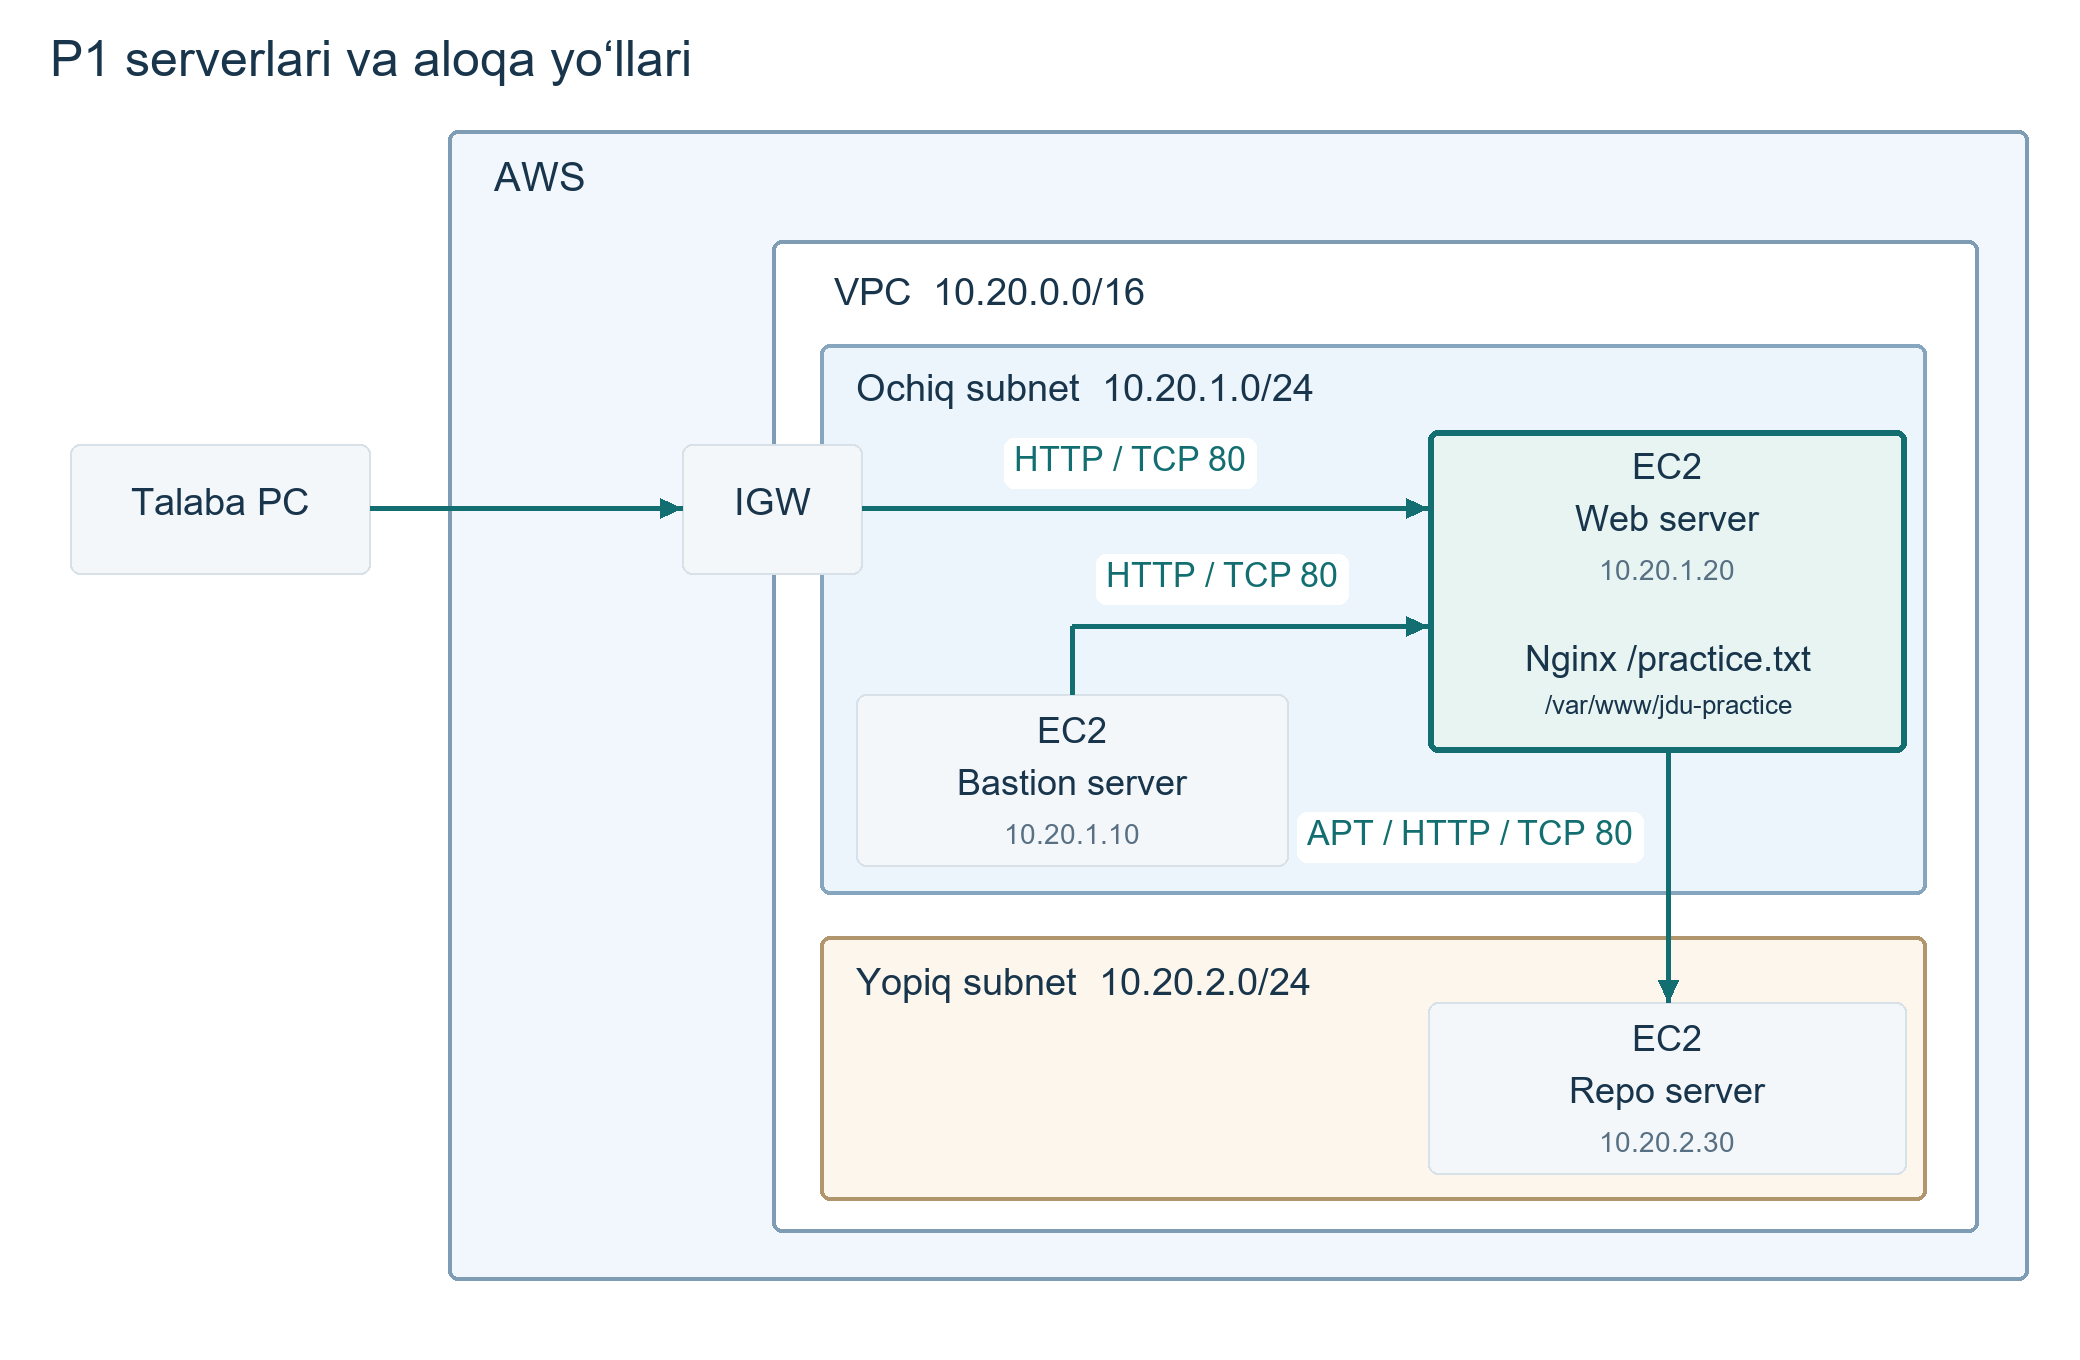 P1 serverlari va aloqa yo‘llari
AWS
VPC  10.20.0.0/16
Ochiq subnet  10.20.1.0/24
Talaba PC
IGW
HTTP / TCP 80
HTTP / TCP 80
EC2
Web server
10.20.1.20
Nginx /practice.txt
/var/www/jdu-practice
EC2
Bastion server
10.20.1.10
APT / HTTP / TCP 80
Yopiq subnet  10.20.2.0/24
EC2
Repo server
10.20.2.30